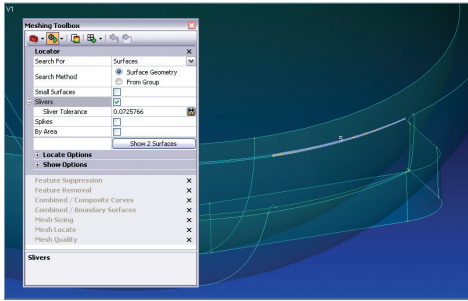 V1
Meshing Toolbox
Locator
Search For Surfaces
Search Method Surface Geometry
From Group
Small Surfaces
Slivers
Sliver Tolerance 0.0725766
Spikes
By Area
Show 2 Surfaces
Locate Options
Show Options
Feature Suppression
Feature Removal
Combined / Composite Curves
Combined / Boundary Surfaces
Mesh Sizing
Mesh Locate
Mesh Quality
Slivers
5